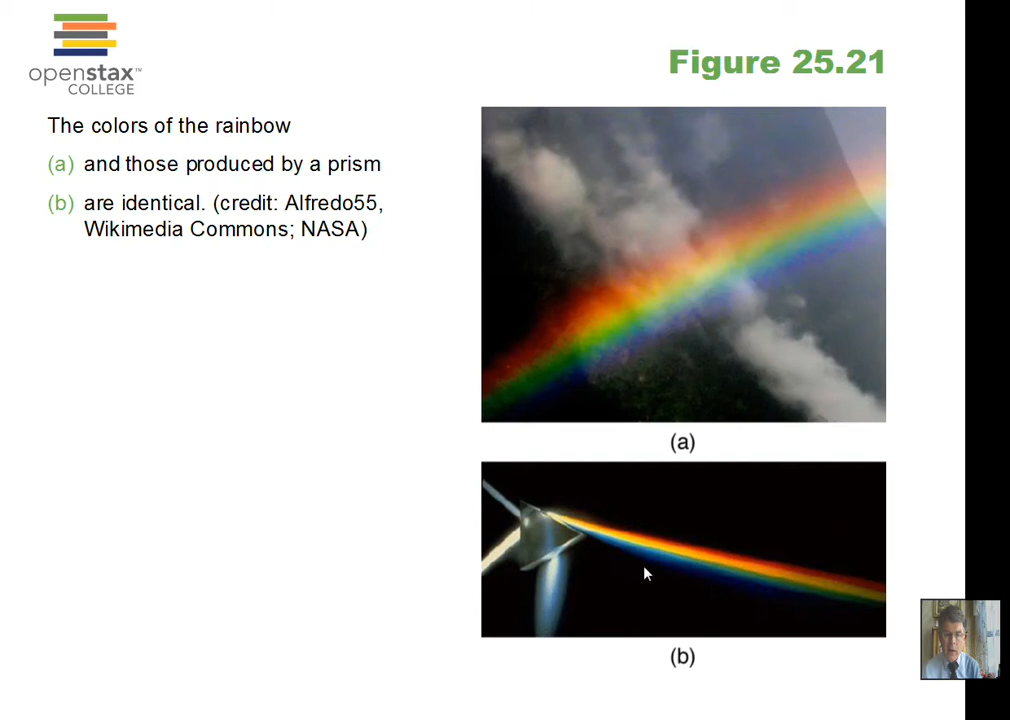 openstax™
COLLEGE
Figure 25.21
The colors of the rainbow
(a) and those produced by a prism
(b) are identical. (credit: Alfredo55,
Wikimedia Commons; NASA)
(a)
(b)